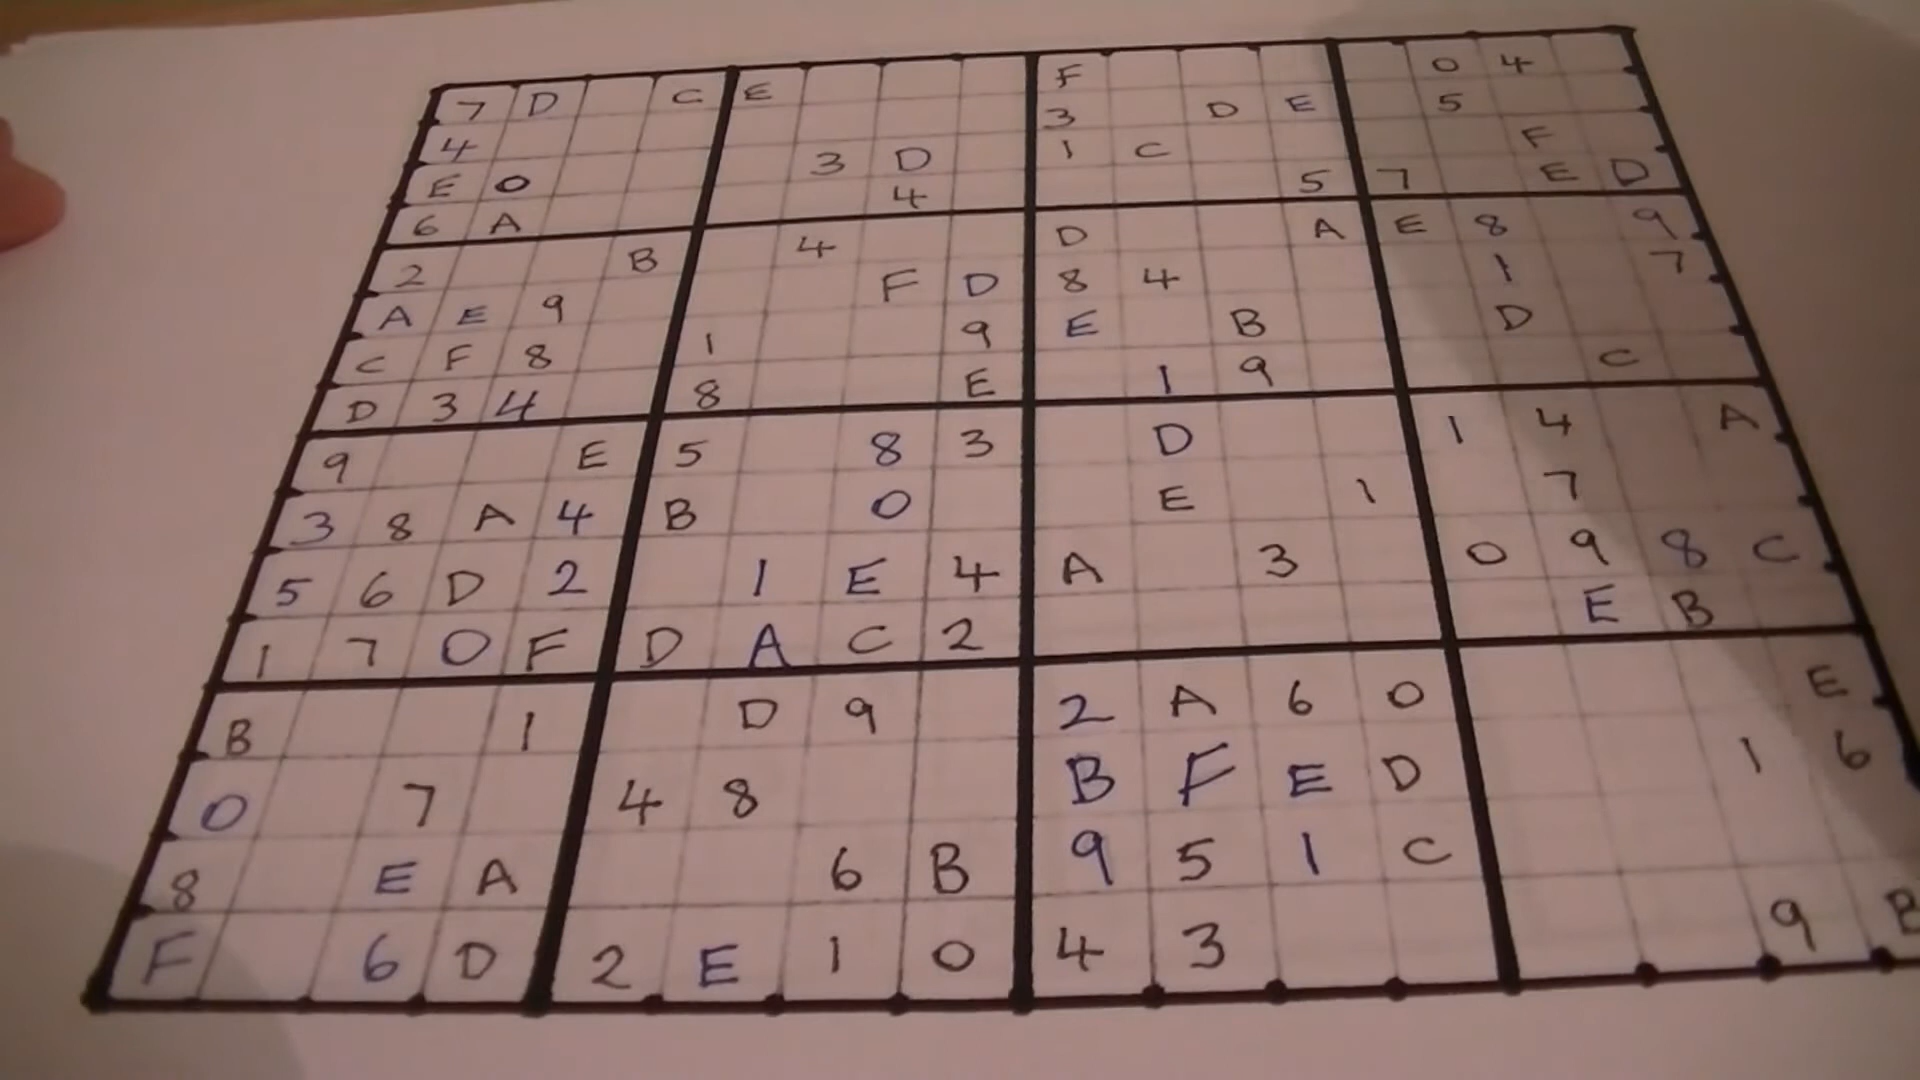 7 D C E F 0 4
4 3 D E 5
E 0 3 D 1 C F
6 A 4 5 7 E D
2 B 4 D A E 8 9
A E 9 F D 8 4 1 7
C F 8 1 9 E B D
D 3 4 8 E 1 9 C
9 E 5 8 3 D 1 4 A
3 8 A 4 B 0 E 1 7
5 6 D 2 1 E 4 A 3 0 9 8 C
1 7 0 F D A C 2 E B
B 1 D 9 2 A 6 0 E
0 7 4 8 B F E D 1 6
8 E A 6 B 9 5 1 C
F 6 D 2 E 1 0 4 3 9 B